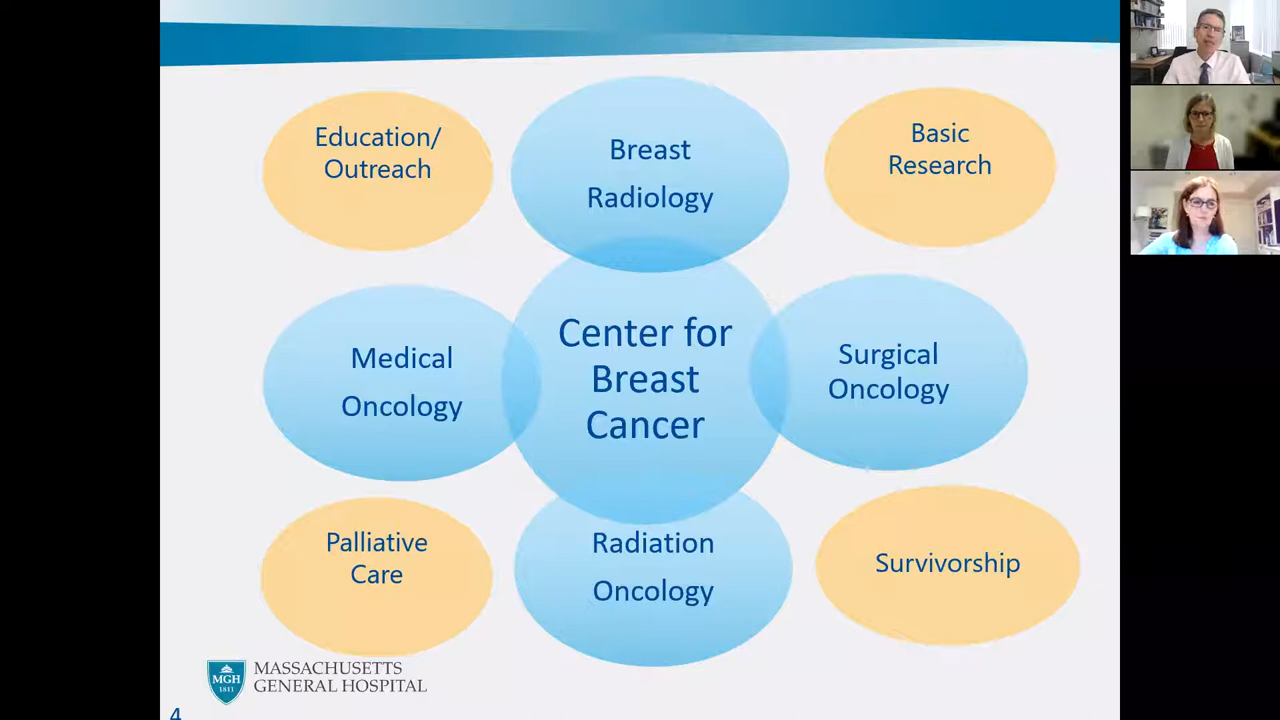 Education/
Outreach
Breast
Radiology
Basic
Research
Medical
Oncology
Center for
Breast
Cancer
Surgical
Oncology
Palliative
Care
Radiation
Oncology
Survivorship
MGH
1811
MASSACHUSETTS
GENERAL HOSPITAL
4